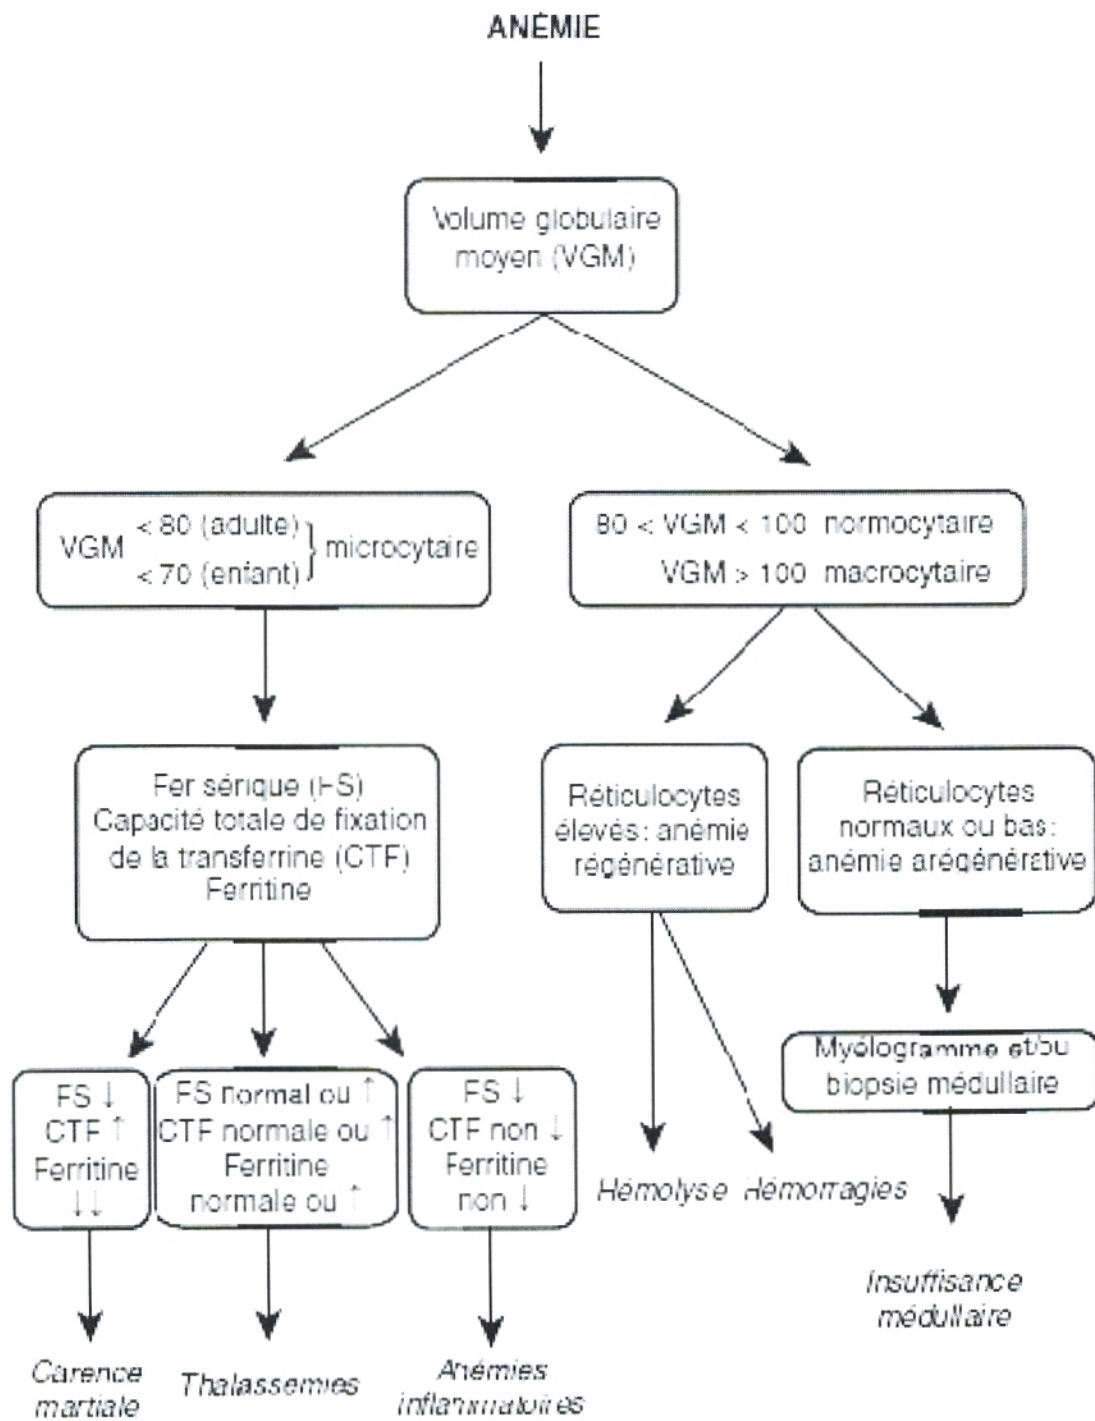 ANÉMIE
Volume globulaire
moyen (VGM)
VGM < 80 (adulte) } microcytaire
< 70 (enfant)
80 < VGM < 100 normocytaire
VGM > 100 macrocytaire
Fer sérique (FS)
Capacité totale de fixation
de la transferrine (CTF)
Ferritine
Réticulocytes
élevés: anémie
régénérative
Réticulocytes
normaux ou bas:
anémie arégénérative
Myélogramme et/ou
biopsie médullaire
FS ↓
CTF ↑
Ferritine
↓↓
FS normal ou ↑
CTF normale ou ↑
Ferritine
normale ou ↑
FS ↓
CTF non ↓
Ferritine
non ↓
Hémolyse
Hémorragies
Insuffisance
médullaire
Carence
martiale
Thalassémies
Anémies
inflammatoires